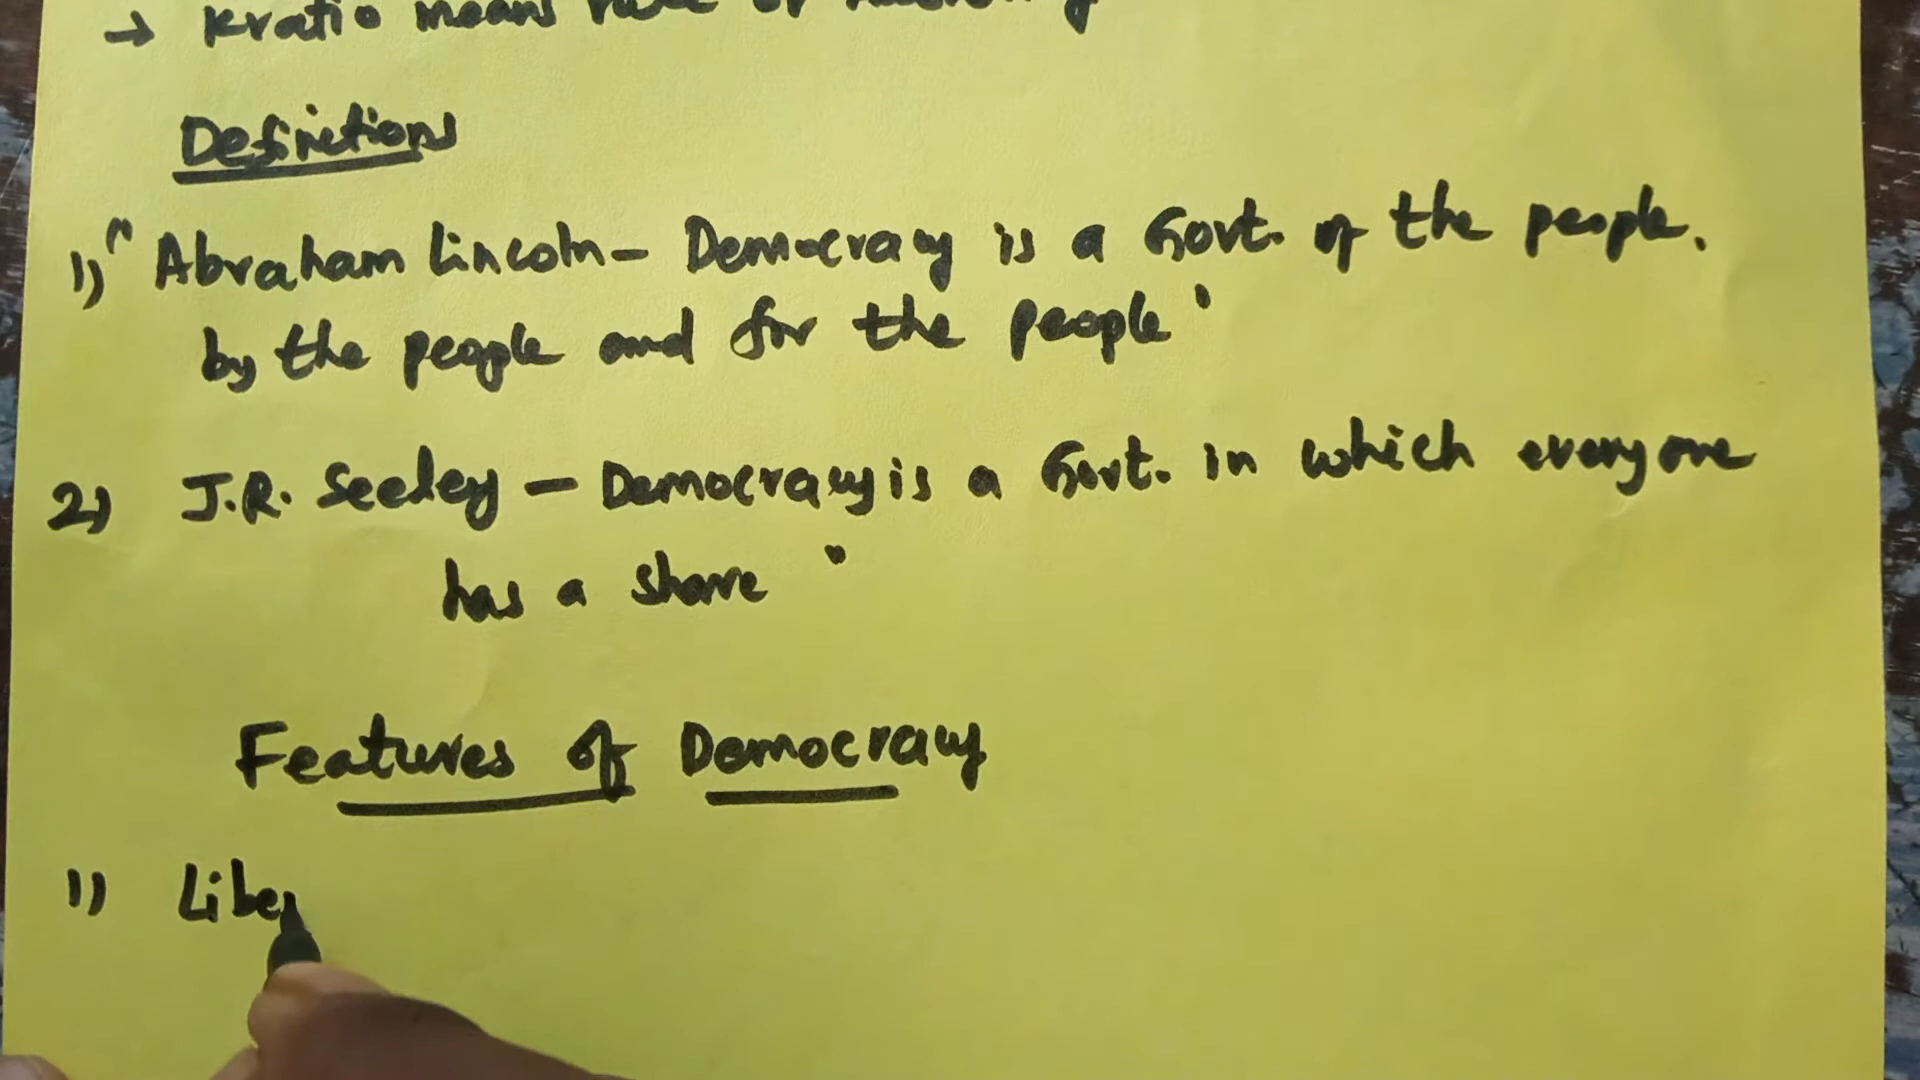 → Kratio means
Definitions
1) " Abraham Lincoln - Democracy is a Govt. of the people.
by the people and for the people"
2) J.R. Seeley - Democracy is a Govt. in which everyone
has a share "
Features of Democracy
1) Liber